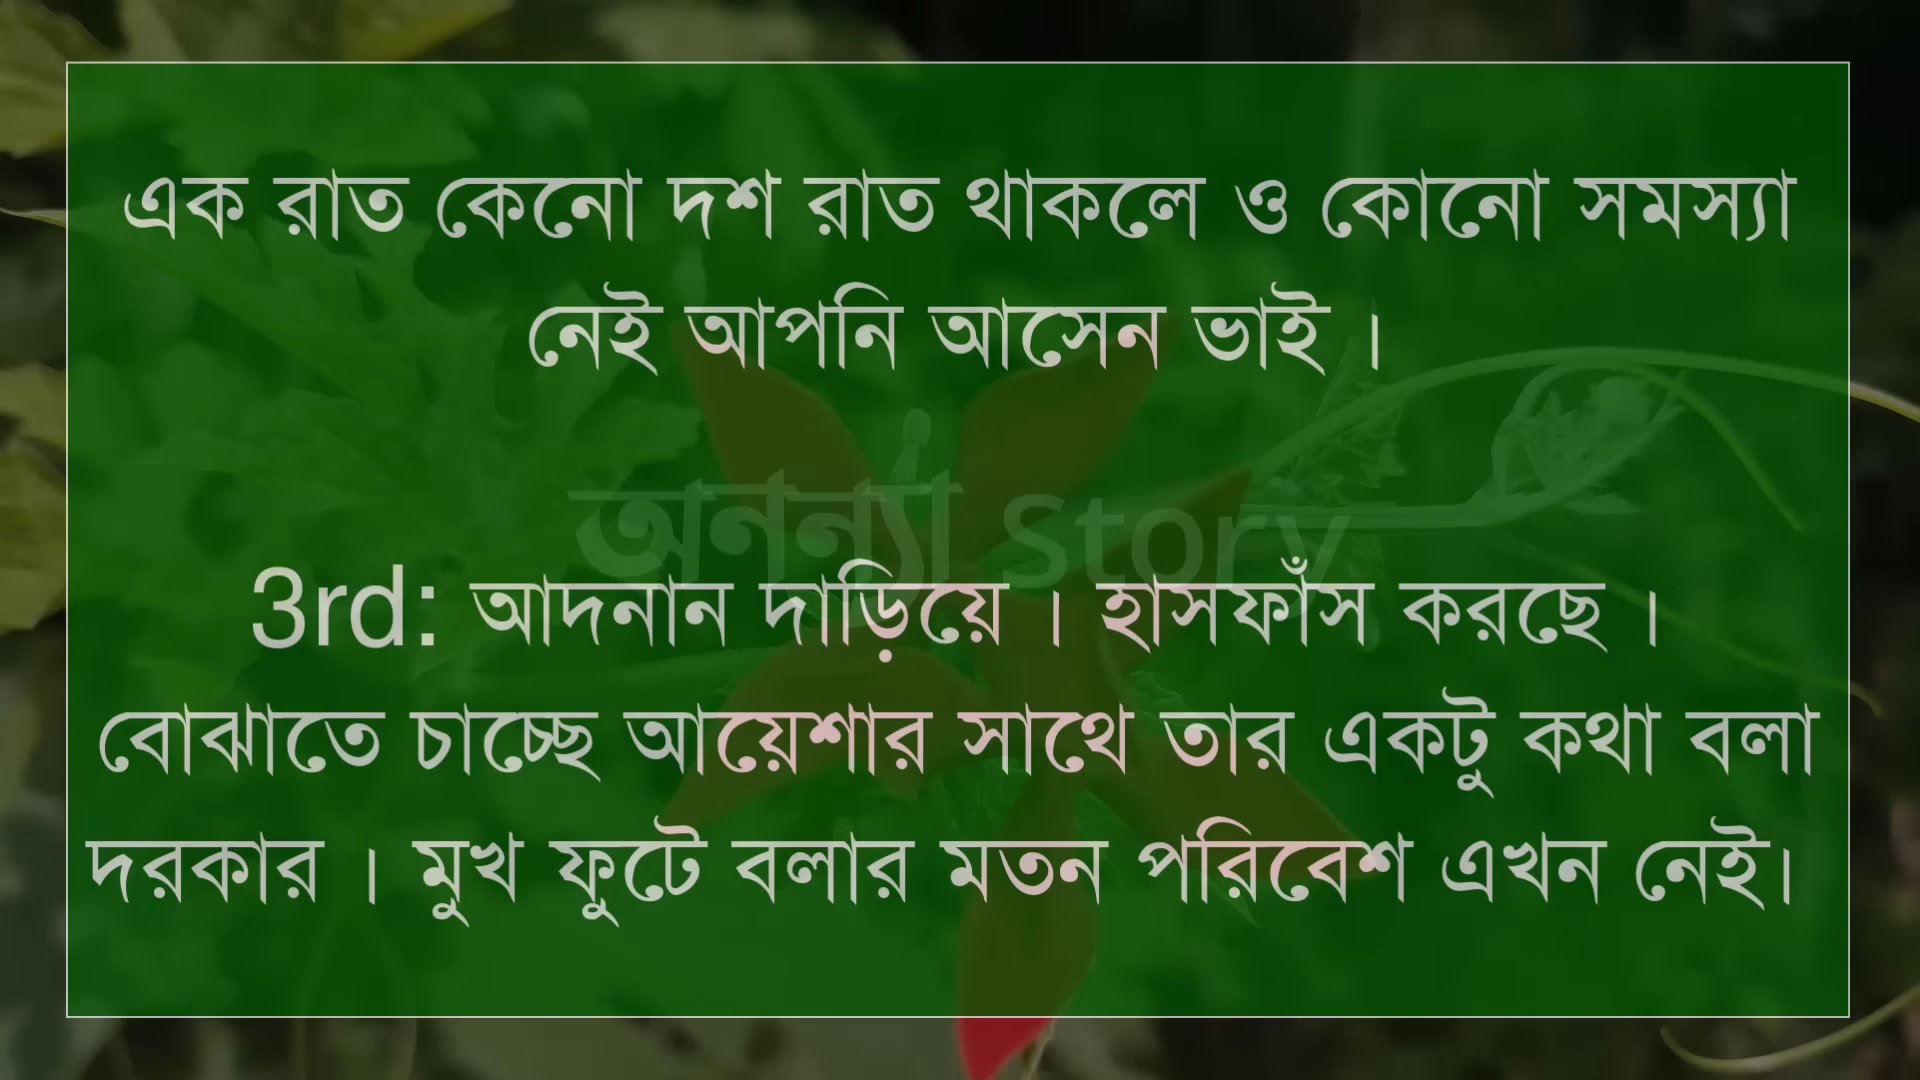 এক রাত কেনো দশ রাত থাকলে ও কোনো সমস্যা
নেই আপনি আসেন ভাই ।
অনন্যা Story
3rd: আদনান দাড়িয়ে । হাসফাঁস করছে ।
বোঝাতে চাচ্ছে আয়েশার সাথে তার একটু কথা বলা
দরকার । মুখ ফুটে বলার মতন পরিবেশ এখন নেই।